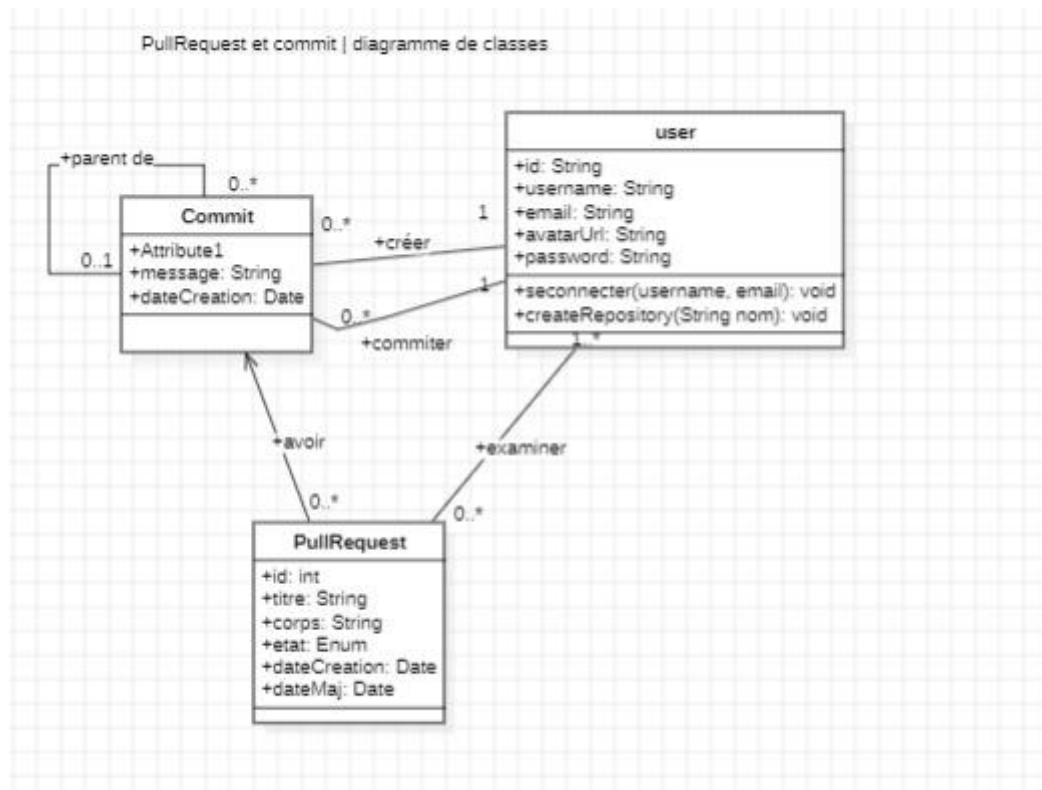 PullRequest et commit | diagramme de classes
user
+id: String
+username: String
+email: String
+avatarUrl: String
+password: String
+seconnecter(username, email): void
+createRepository(String nom): void
+parent de
0..*
0..1
Commit
+Attribute1
+message: String
+dateCreation: Date
0..*
1
+créer
0..*
1
+commiter
1..*
+examiner
0..*
+avoir
0..*
PullRequest
+id: int
+titre: String
+corps: String
+etat: Enum
+dateCreation: Date
+dateMaj: Date